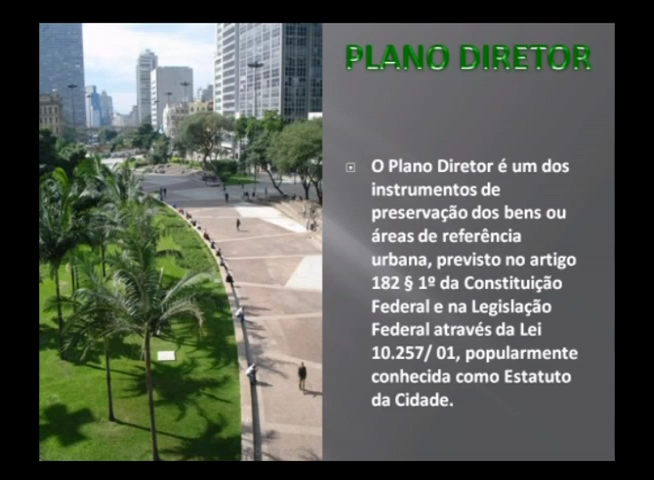 PLANO DIRETOR
O Plano Diretor é um dos
instrumentos de
preservação dos bens ou
áreas de referência
urbana, previsto no artigo
182 § 1º da Constituição
Federal e na Legislação
Federal através da Lei
10.257/ 01, popularmente
conhecida como Estatuto
da Cidade.